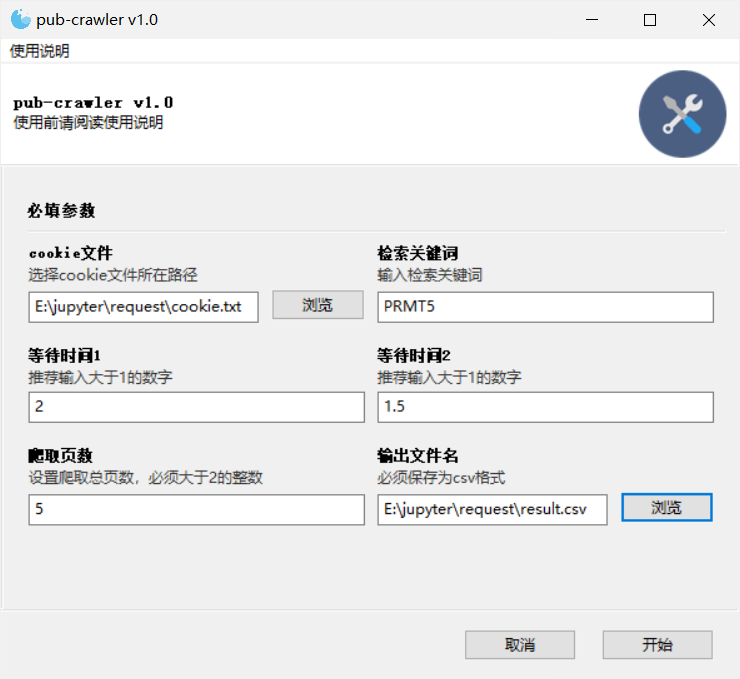 pub-crawler v1.0
使用说明
pub-crawler v1.0
使用前请阅读使用说明
必填参数
cookie文件
选择cookie文件所在路径
E:\jupyter\request\cookie.txt
浏览
检索关键词
输入检索关键词
PRMT5
等待时间1
推荐输入大于1的数字
2
等待时间2
推荐输入大于1的数字
1.5
爬取页数
设置爬取总页数，必须大于2的整数
5
输出文件名
必须保存为csv格式
E:\jupyter\request\result.csv
浏览
取消
开始